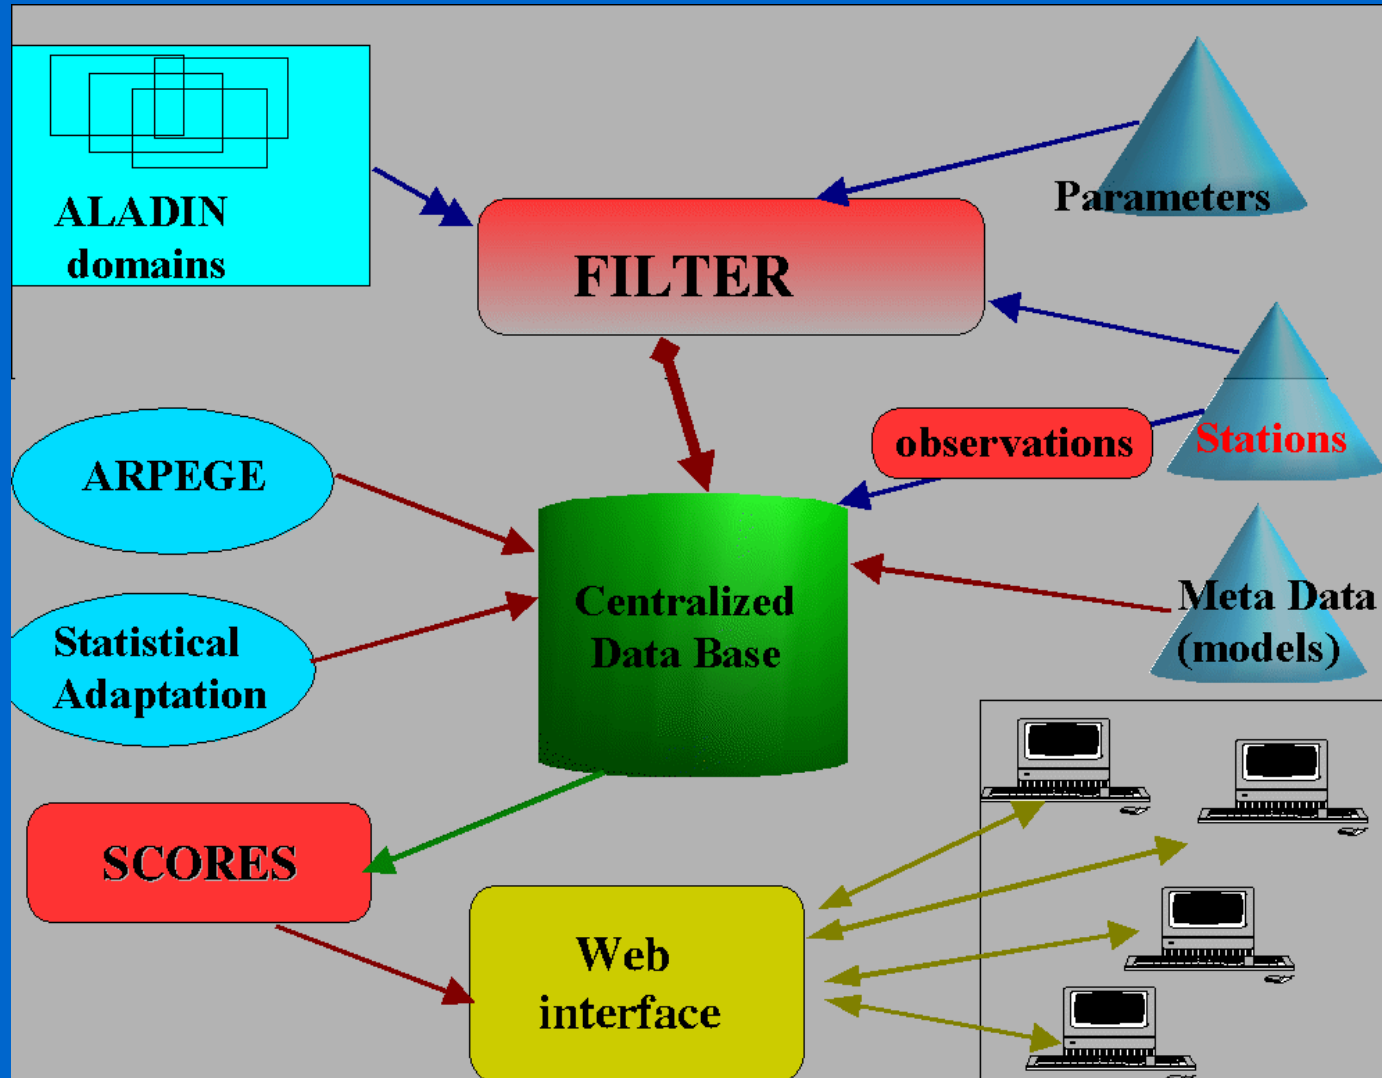 ALADIN
domains
Parameters
FILTER
observations
Stations
ARPEGE
Centralized
Data Base
Meta Data
(models)
Statistical
Adaptation
SCORES
Web
interface